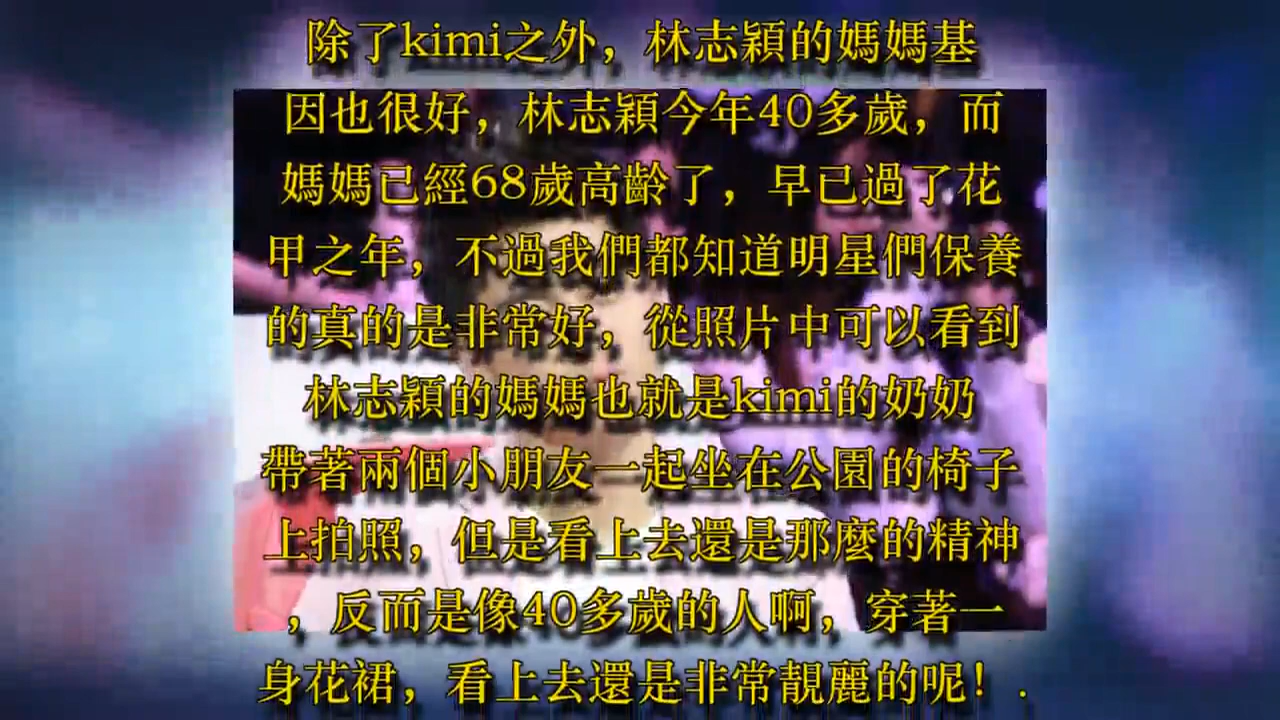 除了kimi之外，林志穎的媽媽基
因也很好，林志穎今年40多歲，而
媽媽已經68歲高齡了，早已過了花
甲之年，不過我們都知道明星們保養
的真的是非常好，從照片中可以看到
林志穎的媽媽也就是kimi的奶奶
帶著兩個小朋友一起坐在公園的椅子
上拍照，但是看上去還是那麼的精神
，反而是像40多歲的人啊，穿著一
身花裙，看上去還是非常靚麗的呢！.